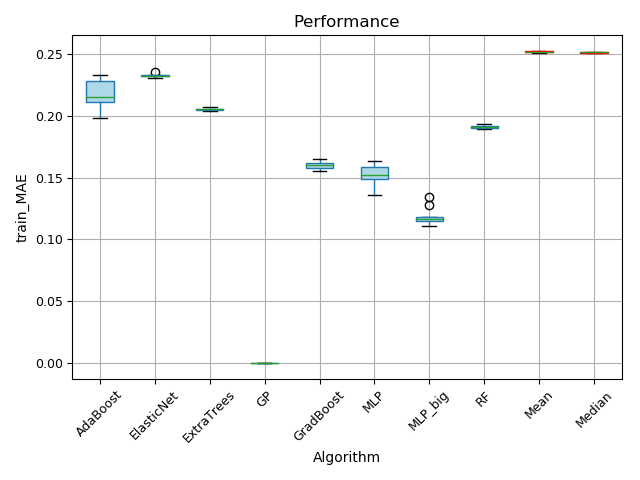 Performance
train_MAE
0.25
0.20
0.15
0.10
0.05
0.00
AdaBoost
ElasticNet
ExtraTrees
GP
GradBoost
MLP
MLP_big
RF
Mean
Median
Algorithm